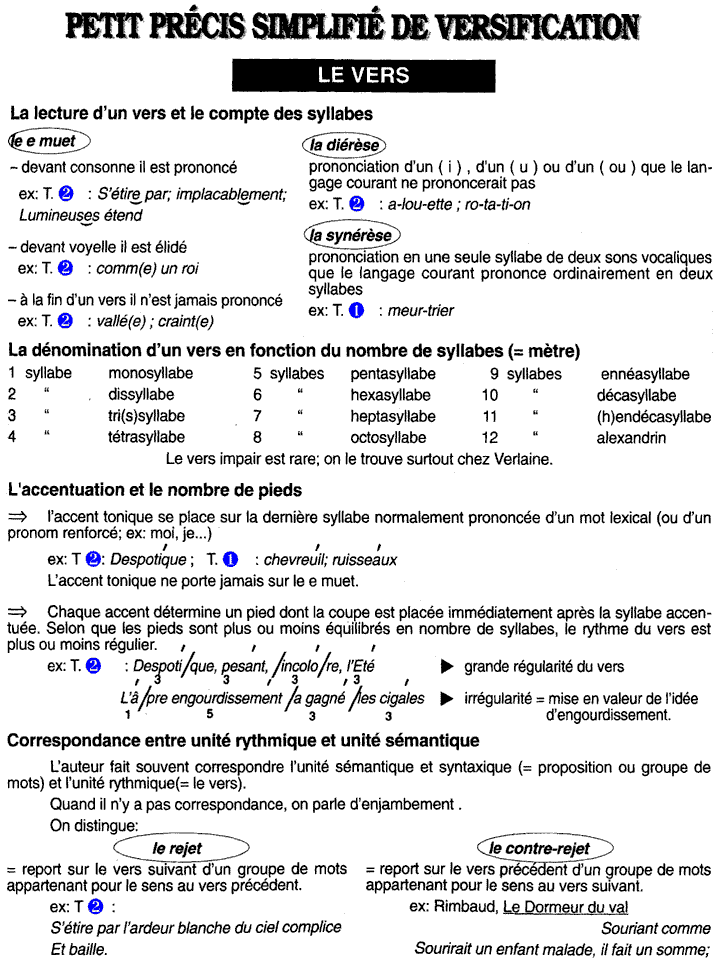 PETIT PRÉCIS SIMPLIFIÉ DE VERSIFICATION
LE VERS
La lecture d'un vers et le compte des syllabes
le e muet
– devant consonne il est prononcé
ex: T. 2 : S'étire par; implacablement;
Lumineuses étend
– devant voyelle il est élidé
ex: T. 2 : comm(e) un roi
– à la fin d'un vers il n'est jamais prononcé
ex: T. 2 : vallé(e) ; craint(e)
la diérèse
prononciation d'un ( i ) , d'un ( u ) ou d'un ( ou ) que le lan-
gage courant ne prononcerait pas
ex: T. 2 : a-lou-ette ; ro-ta-ti-on
la synérèse
prononciation en une seule syllabe de deux sons vocaliques
que le langage courant prononce ordinairement en deux
syllabes
ex: T. 1 : meur-trier
La dénomination d'un vers en fonction du nombre de syllabes (= mètre)
1 syllabe monosyllabe 5 syllabes pentasyllabe 9 syllabes ennéasyllabe
2 " dissyllabe 6 " hexasyllabe 10 " décasyllabe
3 " tri(s)syllabe 7 " heptasyllabe 11 " (h)endécasyllabe
4 " tétrasyllabe 8 " octosyllabe 12 " alexandrin
Le vers impair est rare; on le trouve surtout chez Verlaine.
L'accentuation et le nombre de pieds
⇒ l'accent tonique se place sur la dernière syllabe normalement prononcée d'un mot lexical (ou d'un
pronom renforcé; ex: moi, je...)
ex: T 2: Despotique ; T. 1 : chevreuil; ruisseaux
L'accent tonique ne porte jamais sur le e muet.
⇒ Chaque accent détermine un pied dont la coupe est placée immédiatement après la syllabe accen-
tuée. Selon que les pieds sont plus ou moins équilibrés en nombre de syllabes, le rythme du vers est
plus ou moins régulier.
ex: T. 2 : Despoti/que, pesant, /incolo/re, l'Eté ► grande régularité du vers
3 3 3 3
L'â/pre engourdissement /a gagné /les cigales ► irrégularité = mise en valeur de l'idée
1 5 3 3 d'engourdissement.
Correspondance entre unité rythmique et unité sémantique
L'auteur fait souvent correspondre l'unité sémantique et syntaxique (= proposition ou groupe de
mots) et l'unité rythmique(= le vers).
Quand il n'y a pas correspondance, on parle d'enjambement .
On distingue:
le rejet
= report sur le vers suivant d'un groupe de mots
appartenant pour le sens au vers précédent.
ex: T 2 :
S'étire par l'ardeur blanche du ciel complice
Et baille.
le contre-rejet
= report sur le vers précédent d'un groupe de mots
appartenant pour le sens au vers suivant.
ex: Rimbaud, Le Dormeur du val
Souriant comme
Sourirait un enfant malade, il fait un somme;